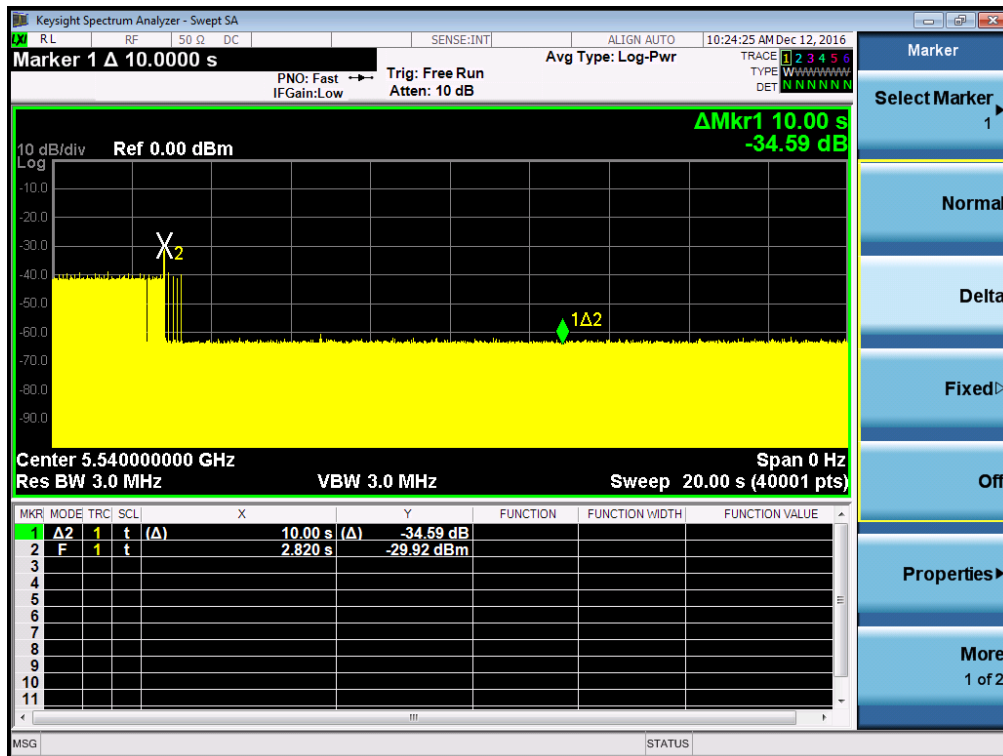 Keysight Spectrum Analyzer - Swept SA
LXI RL RF 50 Ω DC SENSE:INT ALIGN AUTO 10:24:25 AM Dec 12, 2016
Marker 1 Δ 10.0000 s
PNO: Fast
IFGain:Low
Trig: Free Run
Atten: 10 dB
Avg Type: Log-Pwr
TRACE 1 2 3 4 5 6
TYPE WWWWWW
DET N N N N N N
ΔMkr1 10.00 s
-34.59 dB
10 dB/div Ref 0.00 dBm
Log
-10.0
-20.0
-30.0
-40.0
-50.0
-60.0
-70.0
-80.0
-90.0
2
1Δ2
Center 5.540000000 GHz Span 0 Hz
Res BW 3.0 MHz VBW 3.0 MHz Sweep 20.00 s (40001 pts)
MKR MODE TRC SCL X Y FUNCTION FUNCTION WIDTH FUNCTION VALUE
1 Δ2 1 t (Δ) 10.00 s (Δ) -34.59 dB
2 F 1 t 2.820 s -29.92 dBm
3
4
5
6
7
8
9
10
11
MSG STATUS
Marker
Select Marker
1
Normal
Delta
Fixed
Off
Properties
More
1 of 2